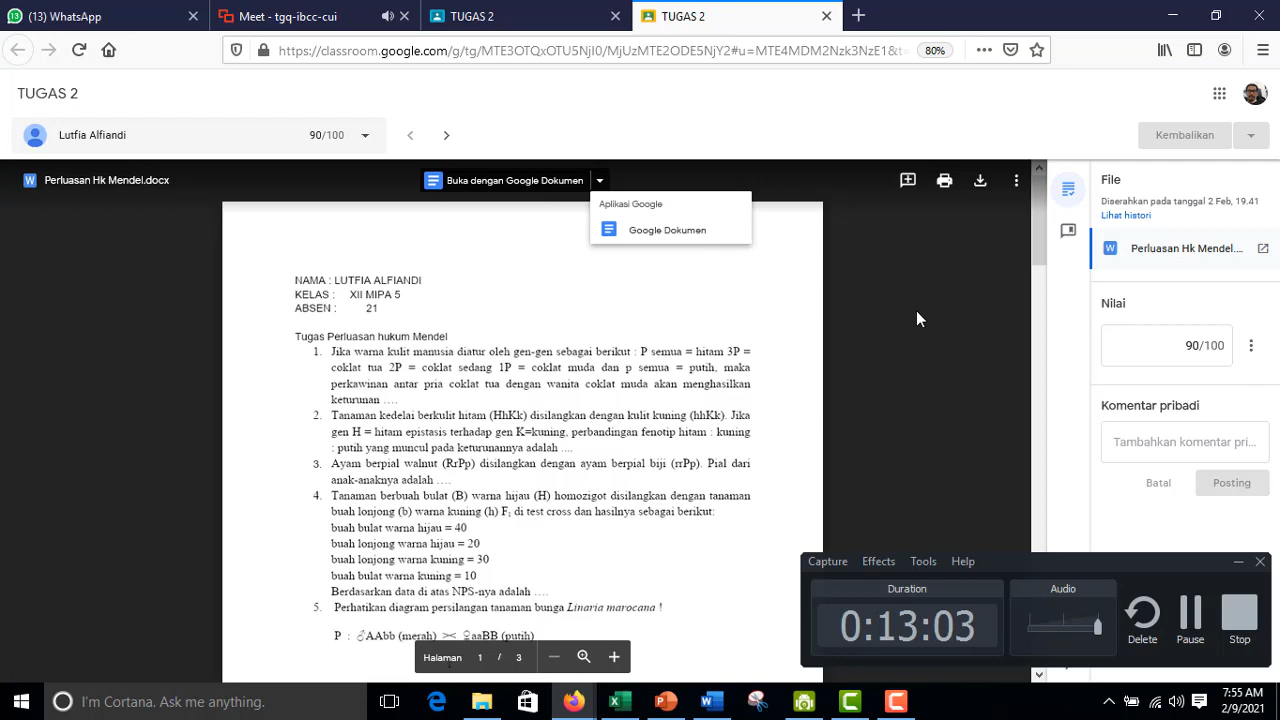 (13) WhatsApp
Meet - tgq-ibcc-cui
TUGAS 2
TUGAS 2
80%
TUGAS 2
Lutfia Alfiandi
90/100
Kembalikan
Perluasan Hk Mendel.docx
Buka dengan Google Dokumen
Aplikasi Google
Google Dokumen
File
Diserahkan pada tanggal 2 Feb, 19.41
Lihat histori
Perluasan Hk Mendel....
Nilai
90/100
Komentar pribadi
Tambahkan komentar pri...
Batal
Posting
NAMA : LUTFIA ALFIANDI
KELAS : XII MIPA 5
ABSEN : 21
Tugas Perluasan hukum Mendel
1. Jika warna kulit manusia diatur oleh gen-gen sebagai berikut : P semua = hitam 3P =
coklat tua 2P = coklat sedang 1P = coklat muda dan p semua = putih, maka
perkawinan antar pria coklat tua dengan wanita coklat muda akan menghasilkan
keturunan ....
2. Tanaman kedelai berkulit hitam (HhKk) disilangkan dengan kulit kuning (hhKk). Jika
gen H = hitam epistasis terhadap gen K=kuning, perbandingan fenotip hitam : kuning
: putih yang muncul pada keturunannya adalah ....
3. Ayam berpial walnut (RrPp) disilangkan dengan ayam berpial biji (rrPp). Pial dari
anak-anaknya adalah ....
4. Tanaman berbuah bulat (B) warna hijau (H) homozigot disilangkan dengan tanaman
buah lonjong (b) warna kuning (h) F₁ di test cross dan hasilnya sebagai berikut:
buah bulat warna hijau = 40
buah lonjong warna hijau = 20
buah lonjong warna kuning = 30
buah bulat warna kuning = 10
Berdasarkan data di atas NPS-nya adalah ....
5. Perhatikan diagram persilangan tanaman bunga Linaria marocana !
P : ♂AAbb (merah) >< ♀aaBB (putih)
Halaman 1 / 3
Capture Effects Tools Help
Duration
0:13:03
Audio
Delete
Pause
Stop
I'm Cortana. Ask me anything.
7:55 AM
2/9/2021